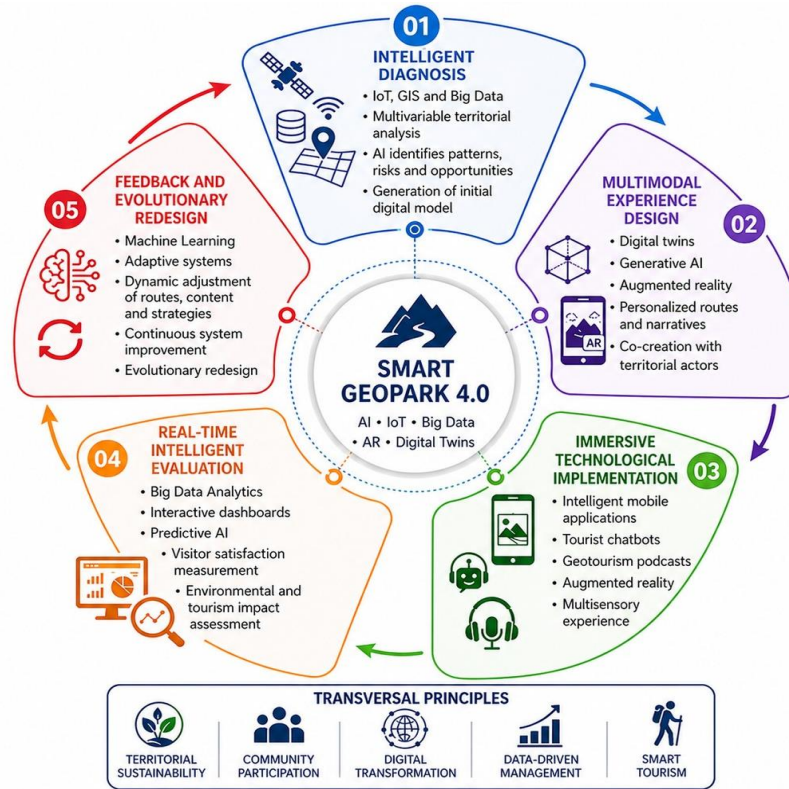 01
INTELLIGENT
DIAGNOSIS
• IoT, GIS and Big Data
• Multivariable territorial
analysis
• AI identifies patterns,
risks and opportunities
• Generation of initial
digital model
02
MULTIMODAL
EXPERIENCE
DESIGN
• Digital twins
• Generative AI
• Augmented reality
• Personalized routes
and narratives
• Co-creation with
territorial actors
AR
03
IMMERSIVE
TECHNOLOGICAL
IMPLEMENTATION
• Intelligent mobile
applications
• Tourist chatbots
• Geotourism podcasts
• Augmented reality
• Multisensory
experience
04
REAL-TIME
INTELLIGENT
EVALUATION
• Big Data Analytics
• Interactive dashboards
• Predictive AI
• Visitor satisfaction
measurement
• Environmental and
tourism impact
assessment
05
FEEDBACK AND
EVOLUTIONARY
REDESIGN
• Machine Learning
• Adaptive systems
• Dynamic adjustment
of routes, content
and strategies
• Continuous system
improvement
• Evolutionary redesign
SMART
GEOPARK 4.0
AI • IoT • Big Data
• AR • Digital Twins
TRANSVERSAL PRINCIPLES
TERRITORIAL
SUSTAINABILITY
COMMUNITY
PARTICIPATION
DIGITAL
TRANSFORMATION
DATA-DRIVEN
MANAGEMENT
SMART
TOURISM